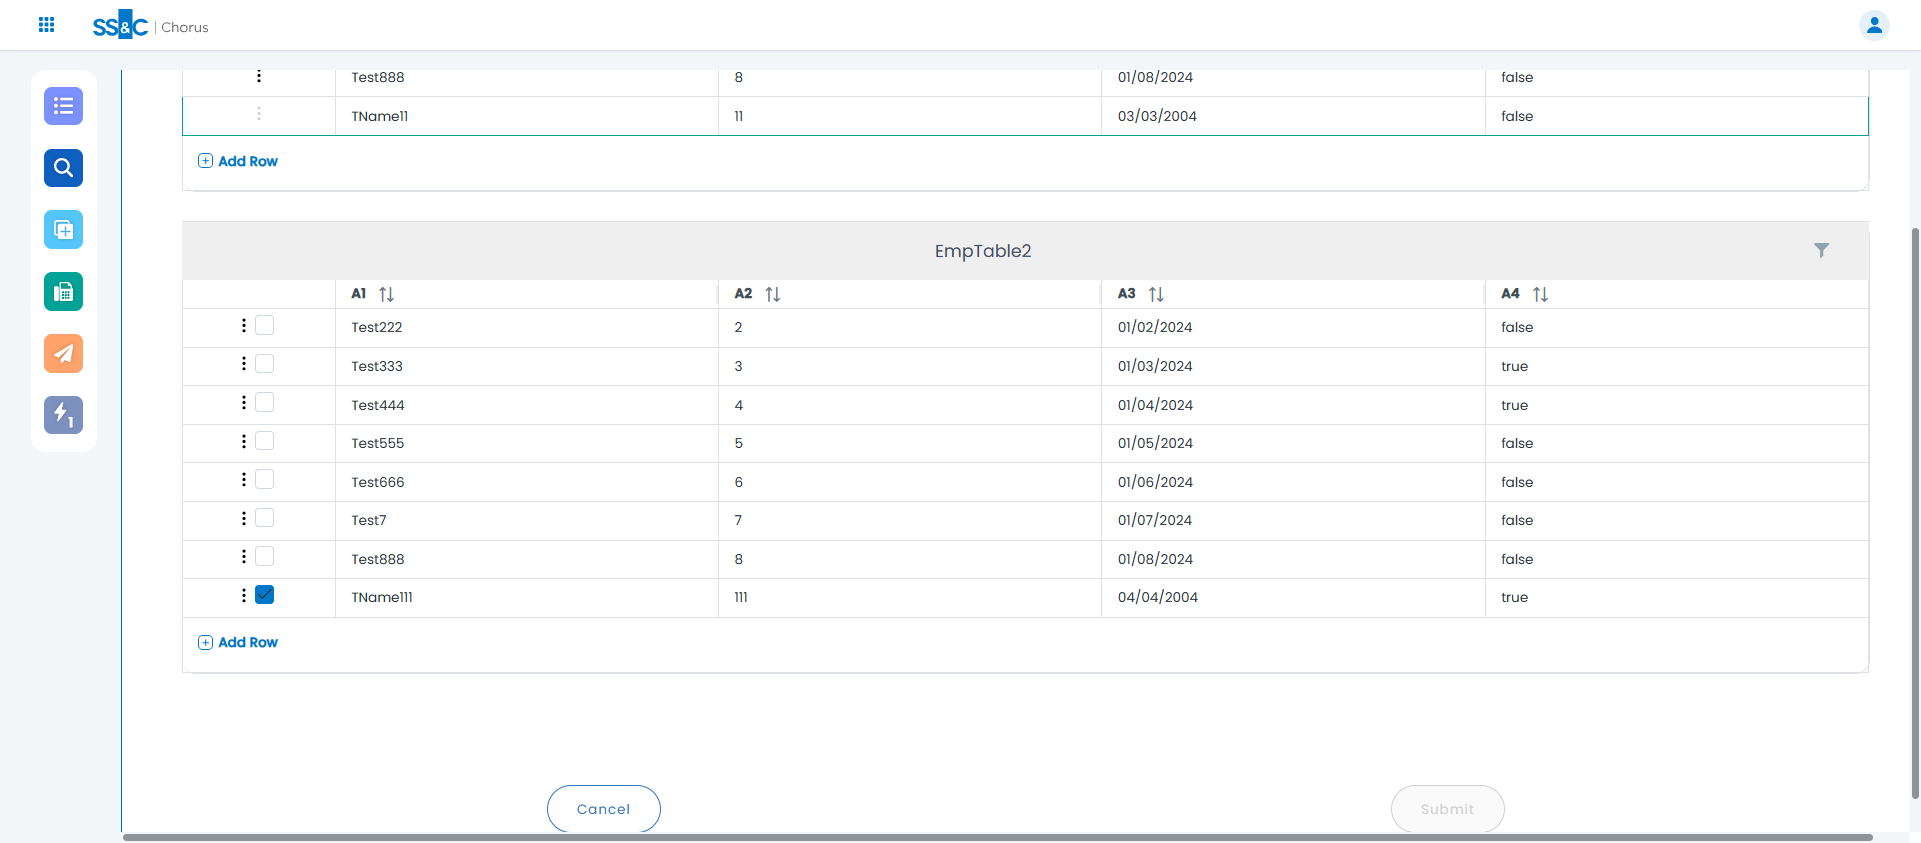 SS&C | Chorus
Test888 8 01/08/2024 false
TName11 11 03/03/2004 false
Add Row
EmpTable2
A1 A2 A3 A4
Test222 2 01/02/2024 false
Test333 3 01/03/2024 true
Test444 4 01/04/2024 true
Test555 5 01/05/2024 false
Test666 6 01/06/2024 false
Test7 7 01/07/2024 false
Test888 8 01/08/2024 false
TName111 111 04/04/2004 true
Add Row
Cancel Submit
1